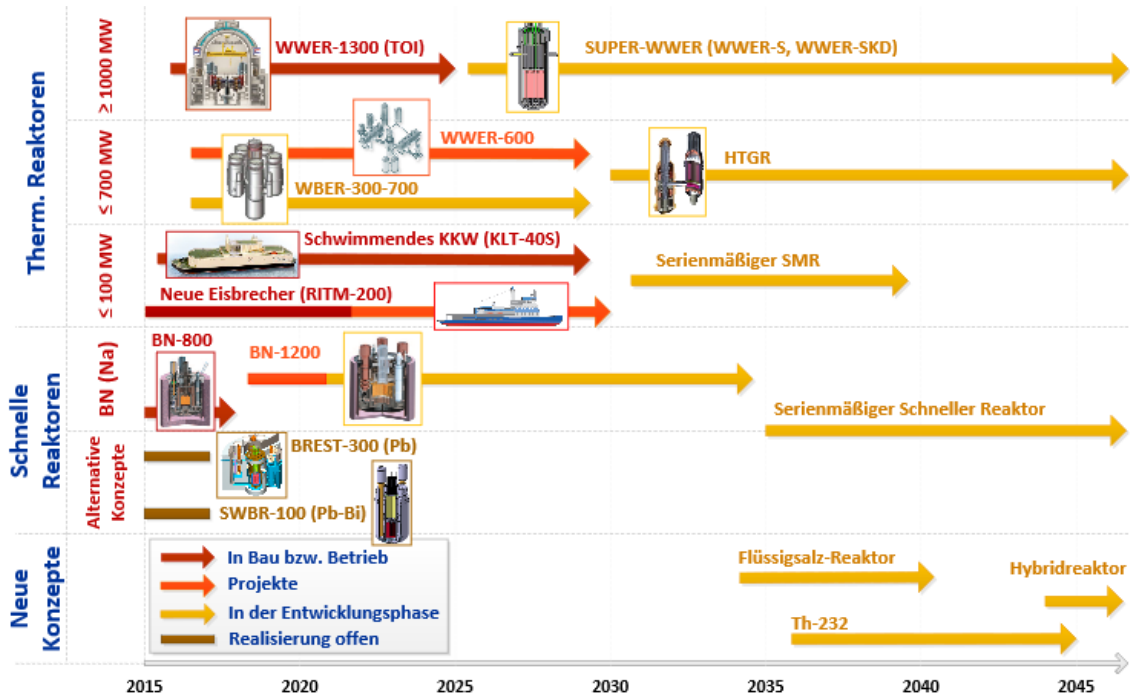 Therm. Reaktoren
≥ 1000 MW
WWER-1300 (TOI)
SUPER-WWER (WWER-S, WWER-SKD)
≤ 700 MW
WWER-600
WBER-300-700
HTGR
≤ 100 MW
Schwimmendes KKW (KLT-40S)
Serienmäßiger SMR
Neue Eisbrecher (RITM-200)
Schnelle
Reaktoren
BN (Na)
BN-800
BN-1200
Serienmäßiger Schneller Reaktor
Alternative
Konzepte
BREST-300 (Pb)
SWBR-100 (Pb-Bi)
Neue
Konzepte
In Bau bzw. Betrieb
Projekte
In der Entwicklungsphase
Realisierung offen
Flüssigsalz-Reaktor
Hybridreaktor
Th-232
2015 2020 2025 2030 2035 2040 2045